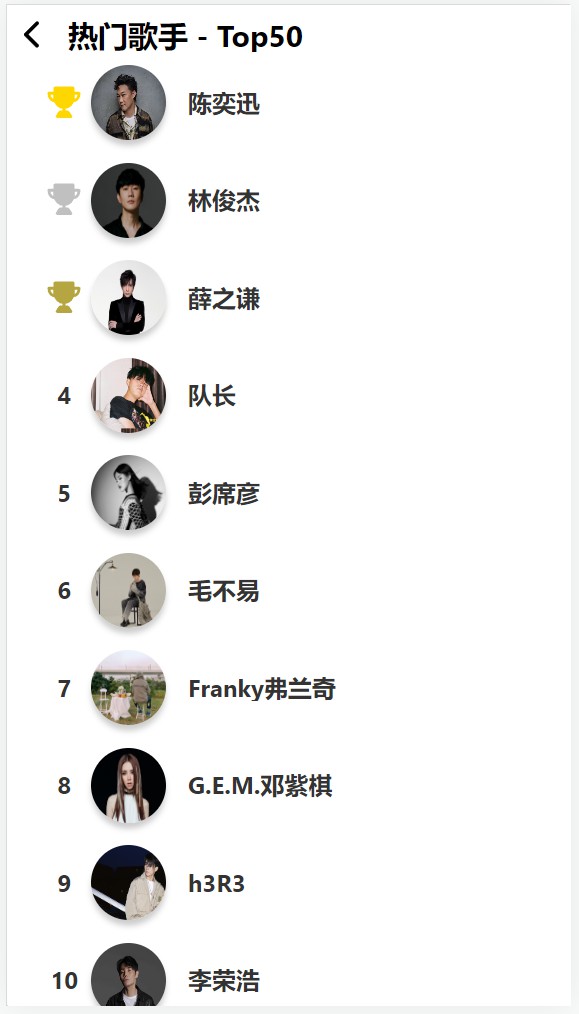 热门歌手 - Top50
陈奕迅
林俊杰
薛之谦
4 队长
5 彭席彦
6 毛不易
7 Franky弗兰奇
8 G.E.M.邓紫棋
9 h3R3
10 李荣浩